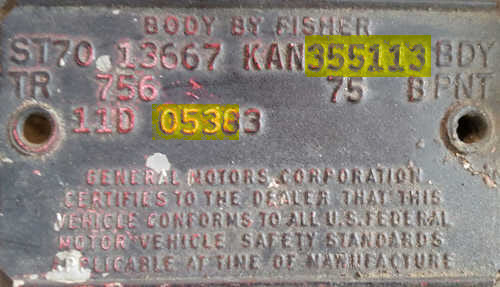 BODY BY FISHER
ST70 13667 KAN355113 BDY
TR 756 75 B PNT
11D 05383
GENERAL MOTORS CORPORATION
CERTIFIES TO THE DEALER THAT THIS
VEHICLE CONFORMS TO ALL U.S. FEDERAL
MOTOR VEHICLE SAFETY STANDARDS
APPLICABLE AT TIME OF MANUFACTURE